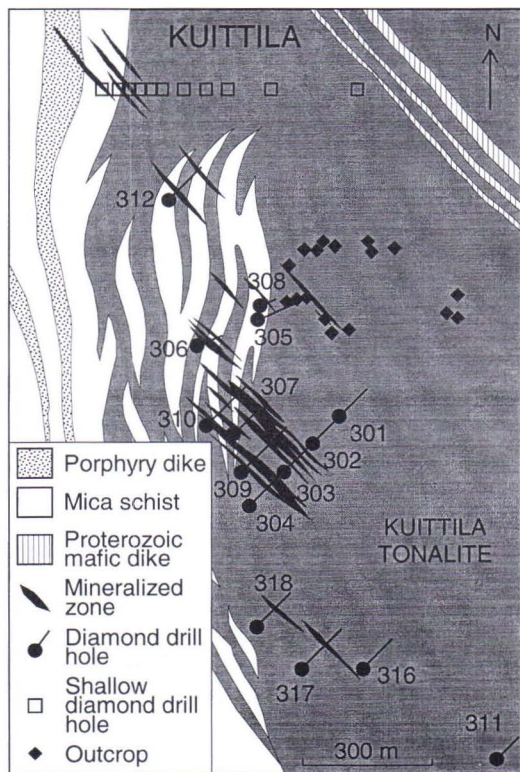 KUITTILA
N
312
308
305
306
307
310
301
302
309
303
304
KUITTILA
TONALITE
318
317
316
311
300 m
Porphyry dike
Mica schist
Proterozoic
mafic dike
Mineralized
zone
Diamond drill
hole
Shallow
diamond drill
hole
Outcrop